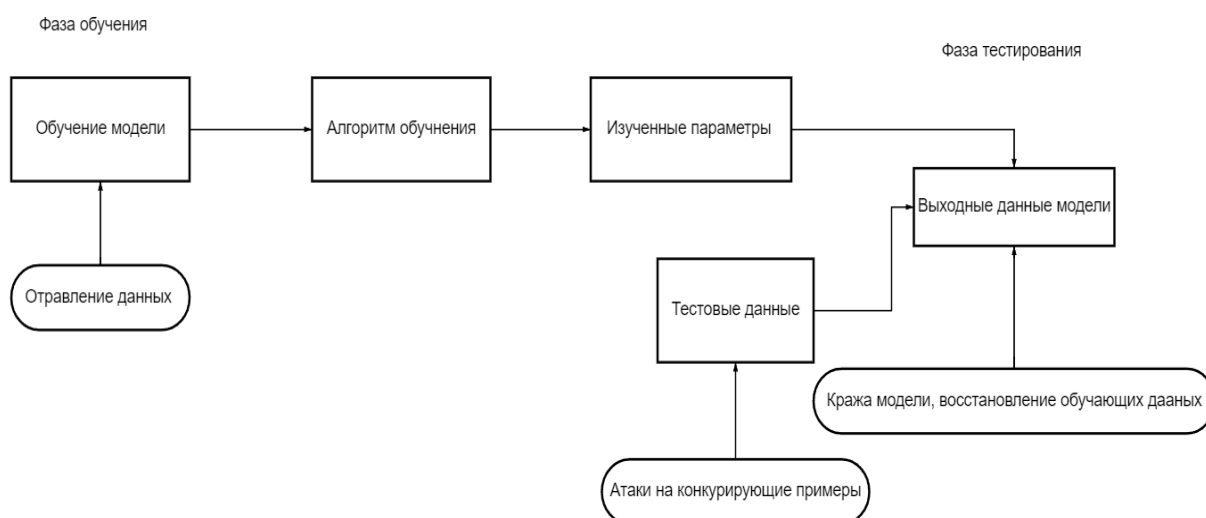 Фаза обучения
Фаза тестирования
Обучение модели
Алгоритм обучнения
Изученные параметры
Выходные данные модели
Отравление данных
Тестовые данные
Кража модели, восстановление обучающих дааных
Атаки на конкурирующие примеры